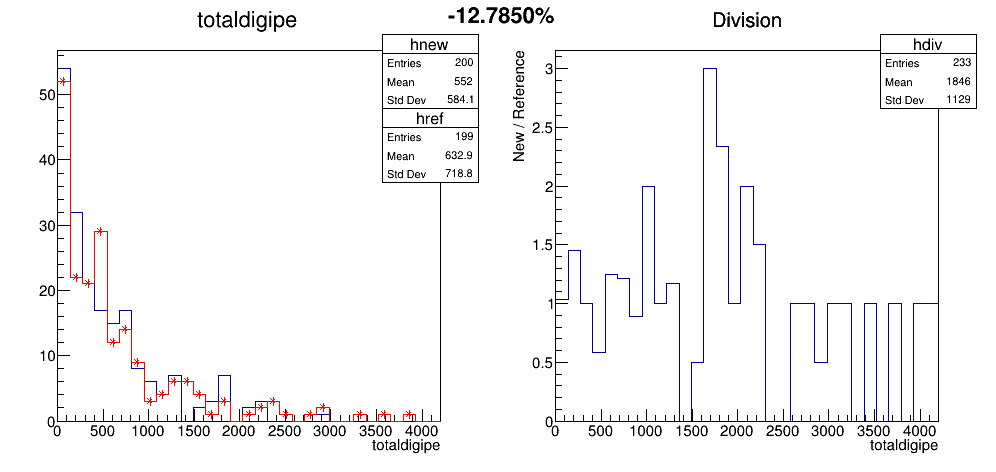 totaldigipe
-12.7850%
Division
hnew
Entries 200
Mean 552
Std Dev 584.1
href
Entries 199
Mean 632.9
Std Dev 718.8
50
40
30
20
10
0
0 500 1000 1500 2000 2500 3000 3500 4000
totaldigipe
hdiv
Entries 233
Mean 1846
Std Dev 1129
New / Reference
3
2.5
2
1.5
1
0.5
0
0 500 1000 1500 2000 2500 3000 3500 4000
totaldigipe